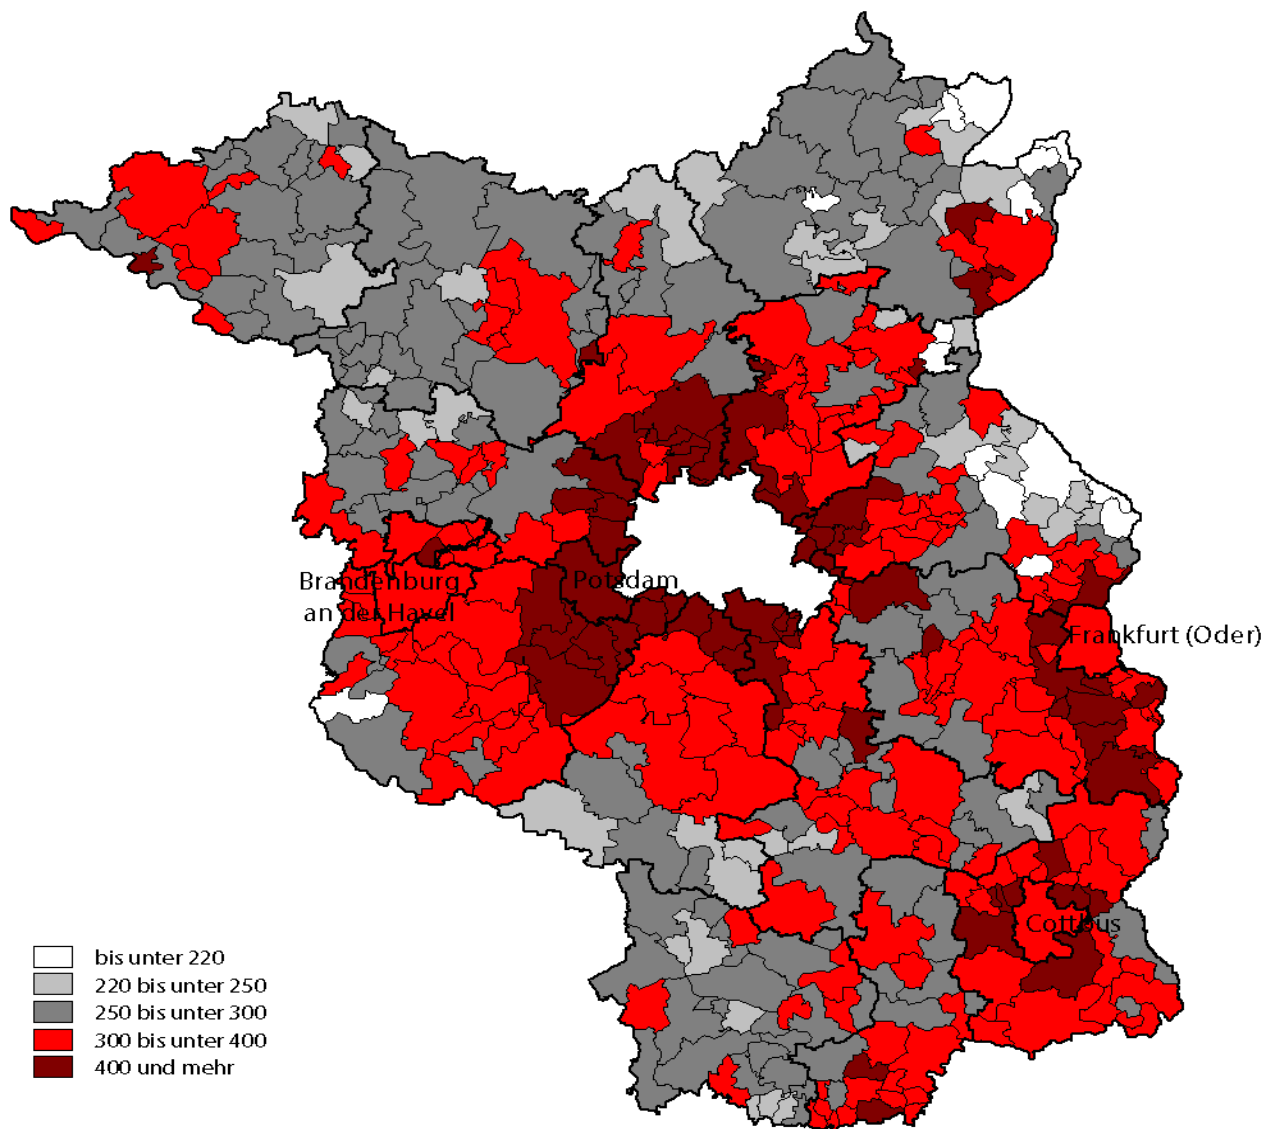 Brandenburg
an der Havel
Potsdam
Frankfurt (Oder)
Cottbus
bis unter 220
220 bis unter 250
250 bis unter 300
300 bis unter 400
400 und mehr